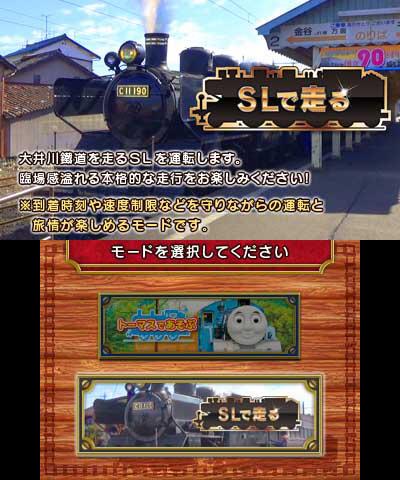 金谷
のりば
2
90
C11190
SLで走る
大井川鐵道を走るSLを運転します。
臨場感溢れる本格的な走行をお楽しみください!
※到着時刻や速度制限などを守りながらの運転と
旅情が楽しめるモードです。
モードを選択してください
トーマスであそぶ
C11190
SLで走る